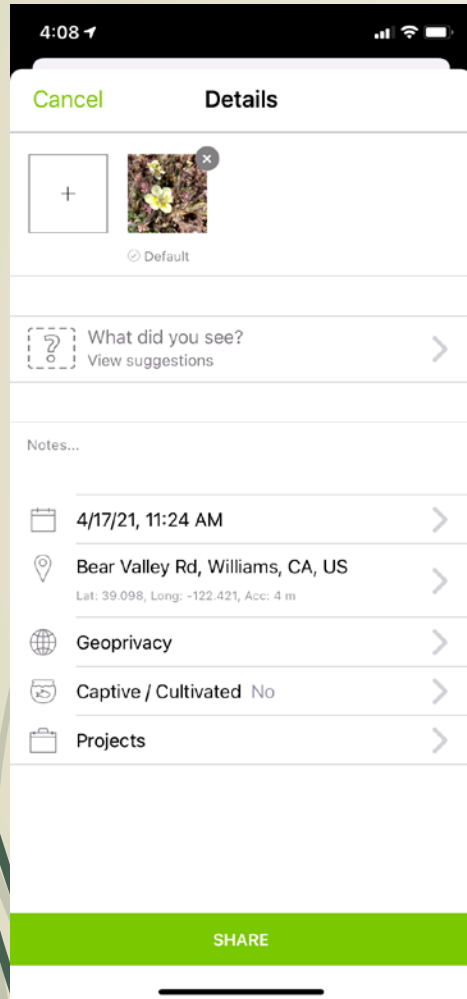 4:08
Cancel Details
+
Default
?
What did you see?
View suggestions
Notes...
4/17/21, 11:24 AM
Bear Valley Rd, Williams, CA, US
Lat: 39.098, Long: -122.421, Acc: 4 m
Geoprivacy
Captive / Cultivated No
Projects
SHARE